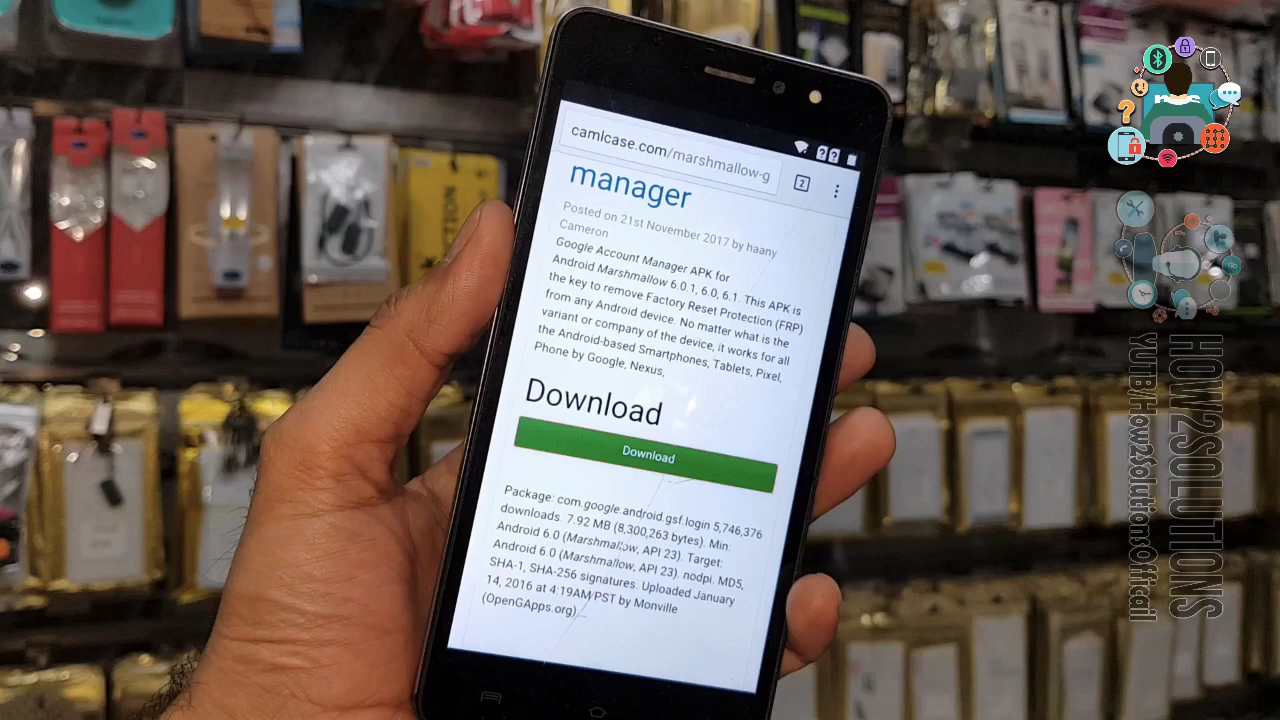 camlcase.com/marshmallow-g
2
manager
Posted on 21st November 2017 by haany
Cameron
Google Account Manager APK for
Android Marshmallow 6.0.1, 6.0, 6.1. This APK is
the key to remove Factory Reset Protection (FRP)
from any Android device. No matter what is the
variant or company of the device, it works for all
the Android-based Smartphones, Tablets, Pixel,
Phone by Google, Nexus,
Download
Download
Package: com.google.android.gsf.login 5,746,376
downloads. 7.92 MB (8,300,263 bytes). Min:
Android 6.0 (Marshmallow, API 23). Target:
Android 6.0 (Marshmallow, API 23). nodpi. MD5,
SHA-1, SHA-256 signatures. Uploaded January
14, 2016 at 4:19AM PST by Monville
(OpenGApps.org) ...
HOW2SOLUTIONS
YUTB/How2SolutionsOffcail